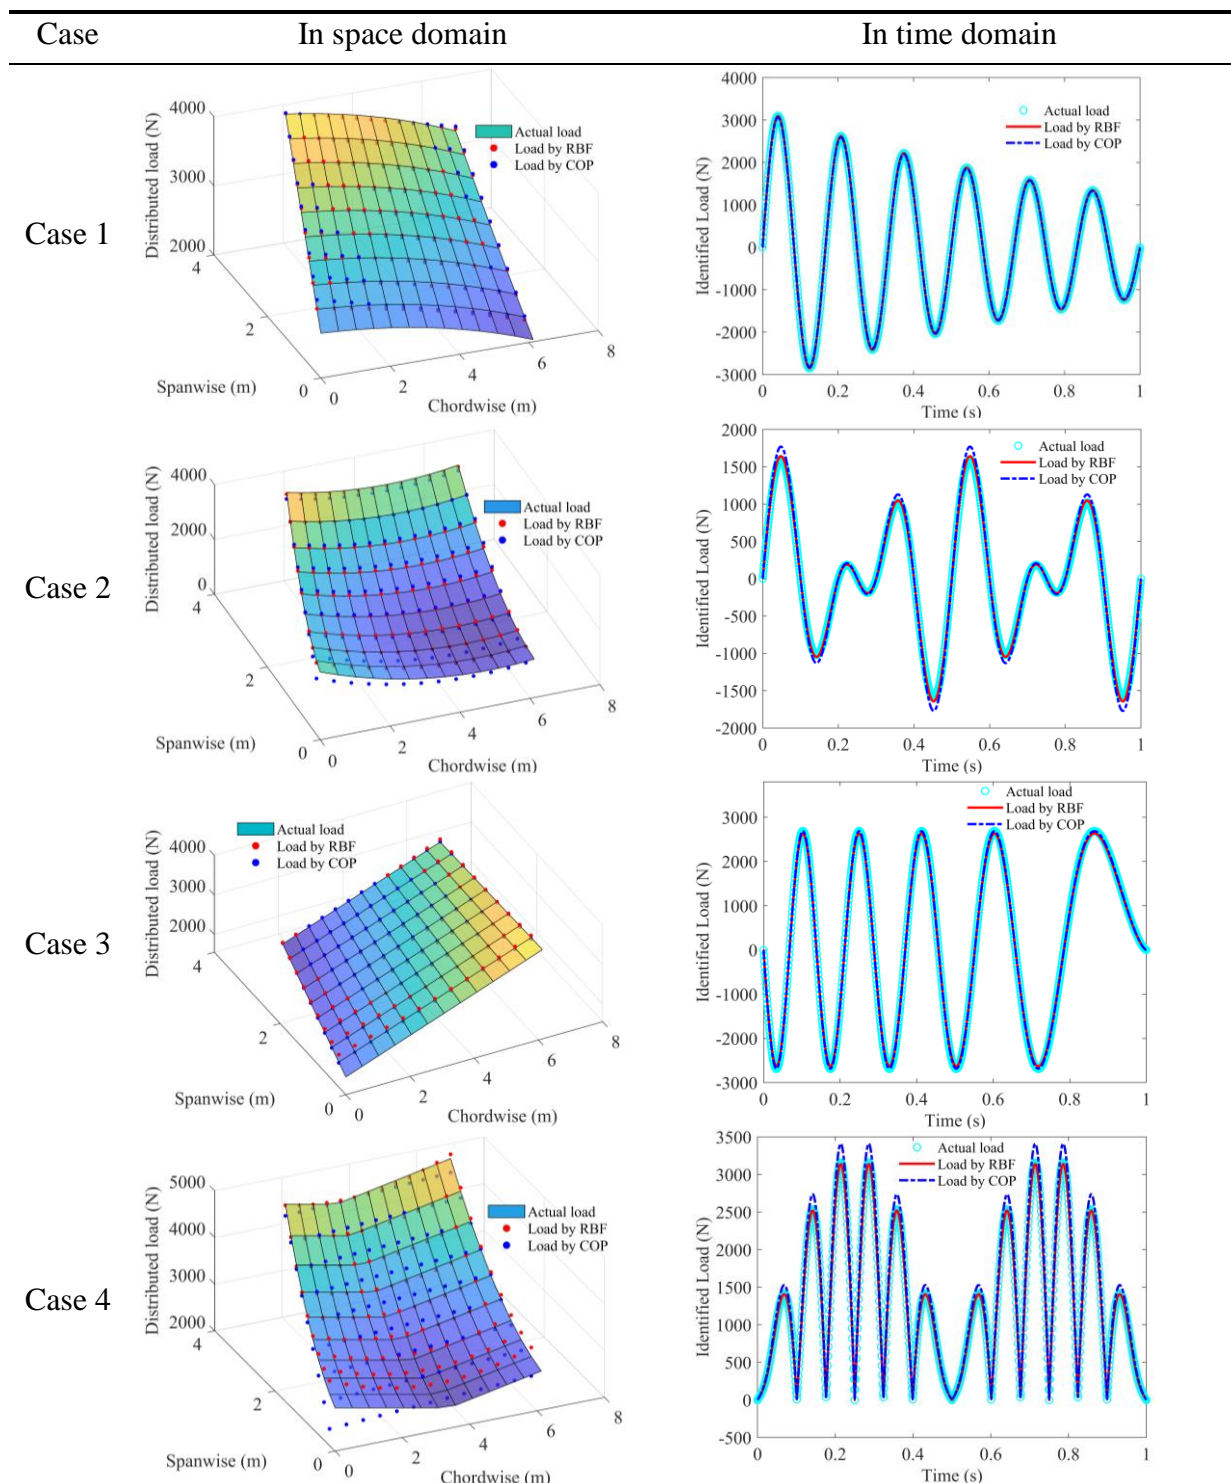 Case In space domain In time domain
Case 1
4000
3000
2000
Distributed load (N)
4
2
0
Spanwise (m)
0
2
4
6
8
Chordwise (m)
Actual load
Load by RBF
Load by COP
4000
3000
2000
1000
0
-1000
-2000
-3000
Identified Load (N)
Actual load
Load by RBF
Load by COP
0 0.2 0.4 0.6 0.8 1
Time (s)
Case 2
4000
2000
0
Distributed load (N)
4
2
0
Spanwise (m)
0
2
4
6
8
Chordwise (m)
Actual load
Load by RBF
Load by COP
2000
1500
1000
500
0
-500
-1000
-1500
-2000
Identified Load (N)
Actual load
Load by RBF
Load by COP
0 0.2 0.4 0.6 0.8 1
Time (s)
Case 3
4000
3000
2000
Distributed load (N)
4
2
0
Spanwise (m)
0
2
4
6
8
Chordwise (m)
Actual load
Load by RBF
Load by COP
3000
2000
1000
0
-1000
-2000
-3000
Identified Load (N)
Actual load
Load by RBF
Load by COP
0 0.2 0.4 0.6 0.8 1
Time (s)
Case 4
5000
4000
3000
2000
Distributed load (N)
4
2
0
Spanwise (m)
0
2
4
6
8
Chordwise (m)
Actual load
Load by RBF
Load by COP
3500
3000
2500
2000
1500
1000
500
0
-500
Identified Load (N)
Actual load
Load by RBF
Load by COP
0 0.2 0.4 0.6 0.8 1
Time (s)